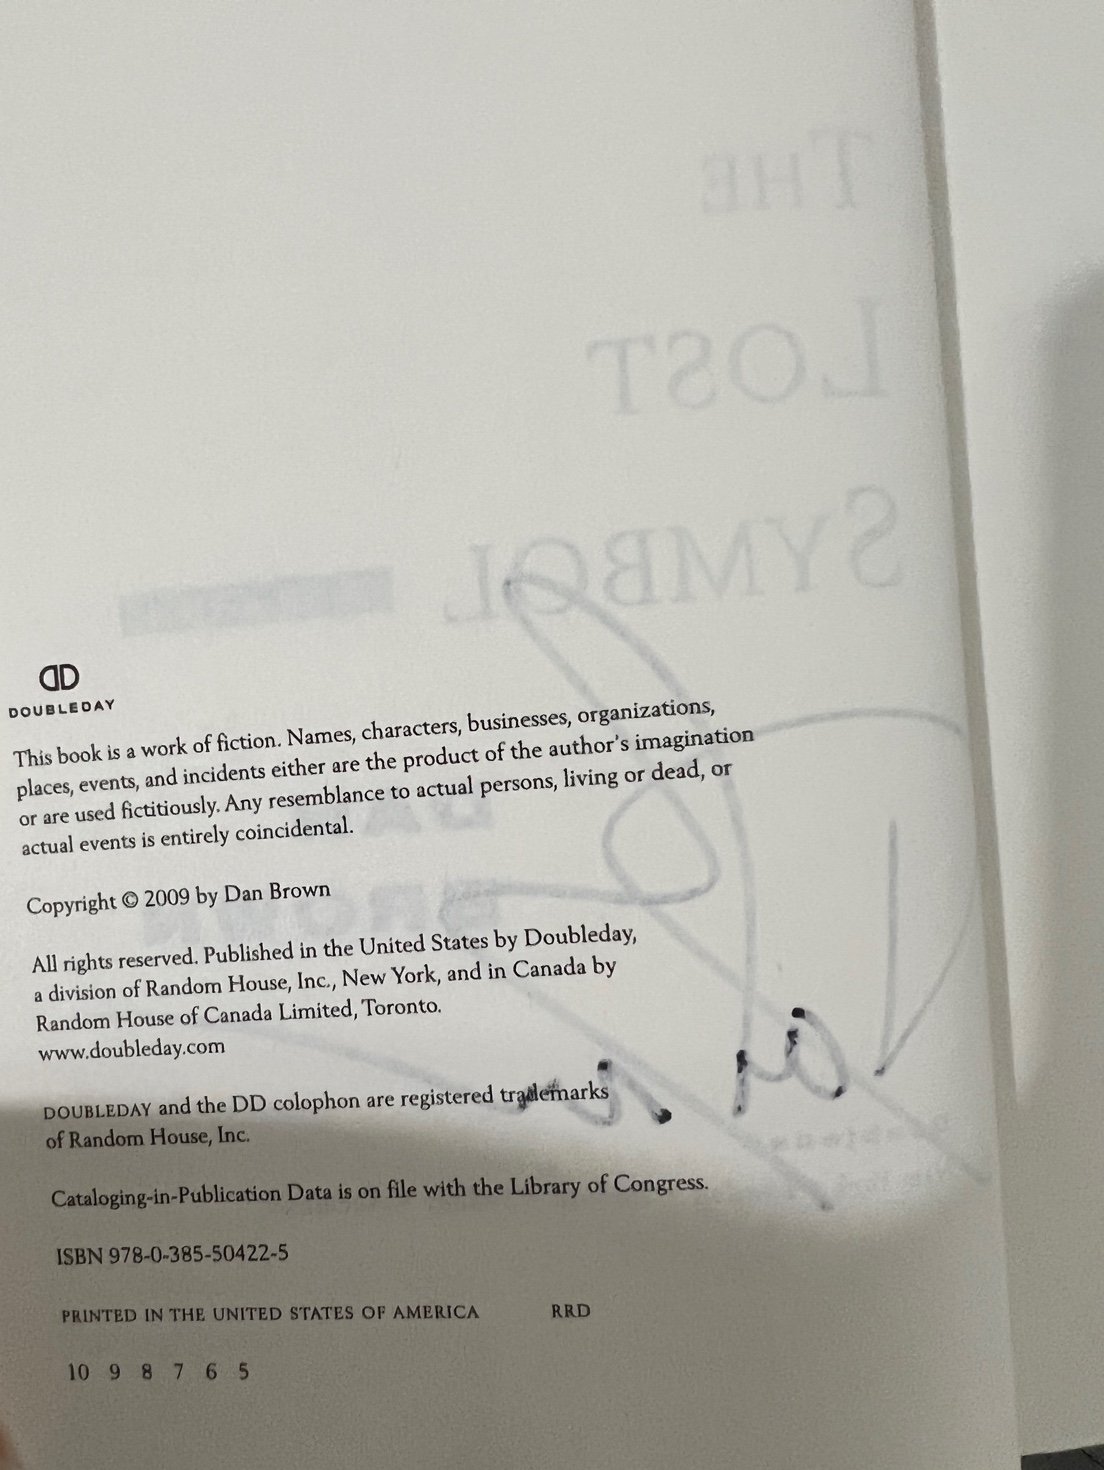 THE
LOST
SYMBOL
DD
DOUBLEDAY
This book is a work of fiction. Names, characters, businesses, organizations,
places, events, and incidents either are the product of the author's imagination
or are used fictitiously. Any resemblance to actual persons, living or dead, or
actual events is entirely coincidental.
Copyright © 2009 by Dan Brown
All rights reserved. Published in the United States by Doubleday,
a division of Random House, Inc., New York, and in Canada by
Random House of Canada Limited, Toronto.
www.doubleday.com
DOUBLEDAY and the DD colophon are registered trademarks
of Random House, Inc.
Cataloging-in-Publication Data is on file with the Library of Congress.
ISBN 978-0-385-50422-5
PRINTED IN THE UNITED STATES OF AMERICA RRD
10 9 8 7 6 5